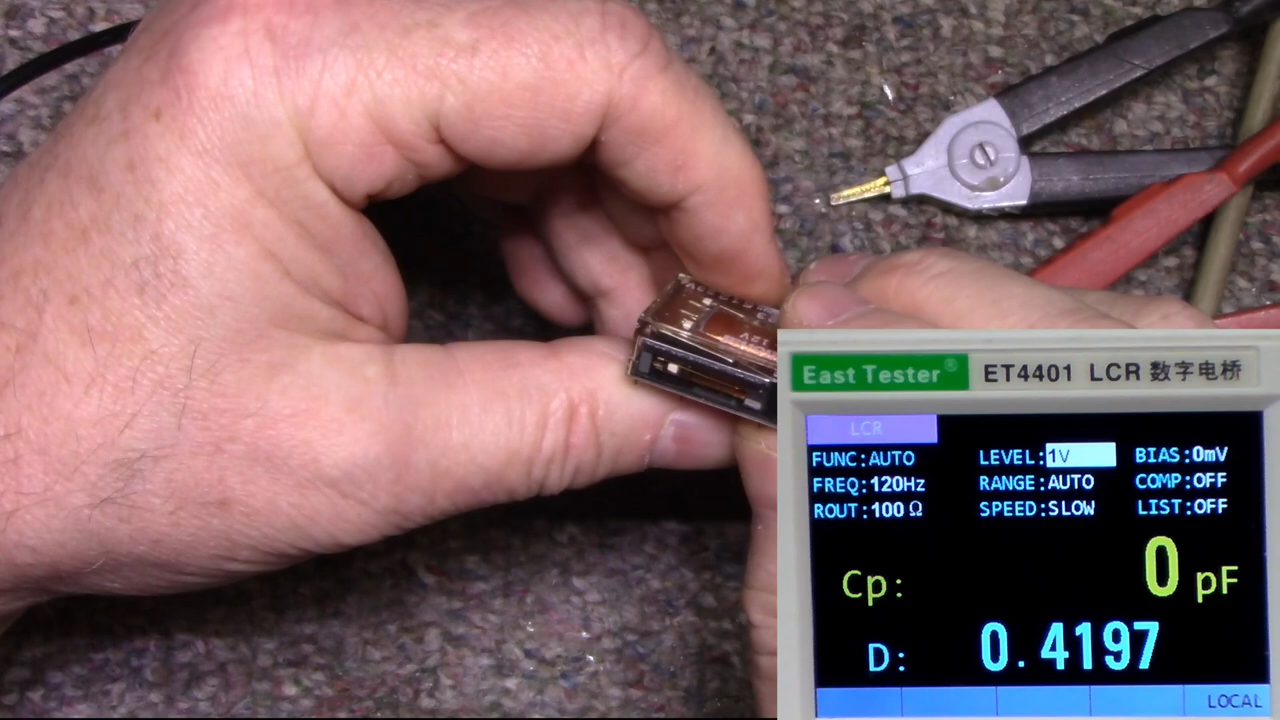 12V
East Tester®
ET4401 LCR 数字电桥
LCR
FUNC:AUTO LEVEL:1V BIAS:0mV
FREQ:120Hz RANGE:AUTO COMP:OFF
ROUT:100 Ω SPEED:SLOW LIST:OFF
Cp: 0 pF
D: 0.4197
LOCAL